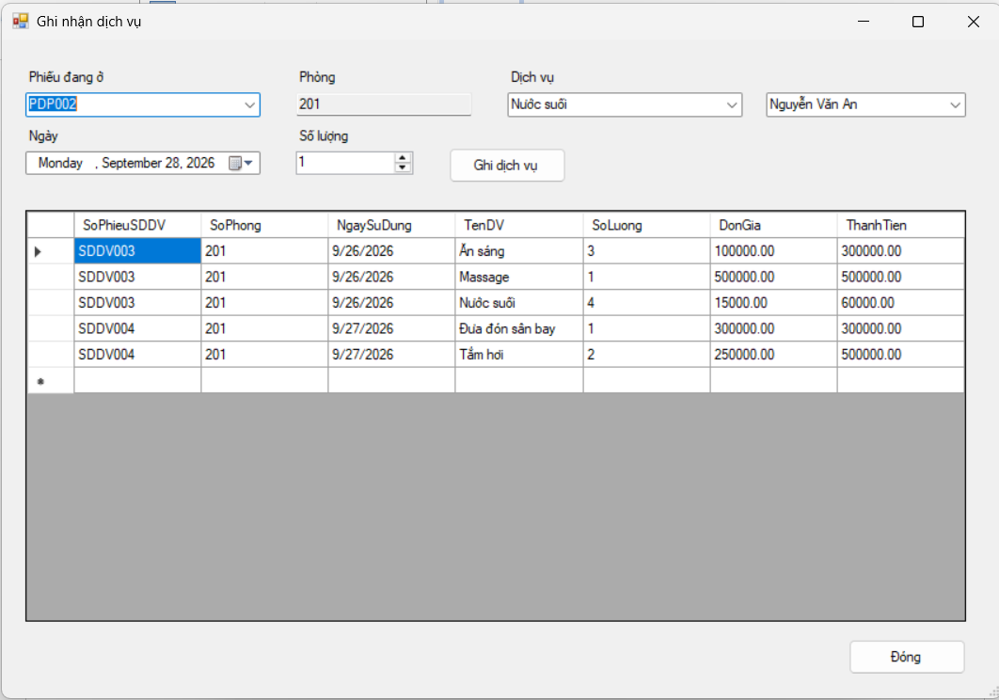 Ghi nhận dịch vụ
Phiếu đang ở Phòng Dịch vụ
PDP002 201 Nước suối Nguyễn Văn An
Ngày Số lượng
Monday , September 28, 2026 1 Ghi dịch vụ
SoPhieuSDDV SoPhong NgaySuDung TenDV SoLuong DonGia ThanhTien
SDDV003 201 9/26/2026 Ăn sáng 3 100000.00 300000.00
SDDV003 201 9/26/2026 Massage 1 500000.00 500000.00
SDDV003 201 9/26/2026 Nước suối 4 15000.00 60000.00
SDDV004 201 9/27/2026 Đưa đón sân bay 1 300000.00 300000.00
SDDV004 201 9/27/2026 Tắm hơi 2 250000.00 500000.00
Đóng